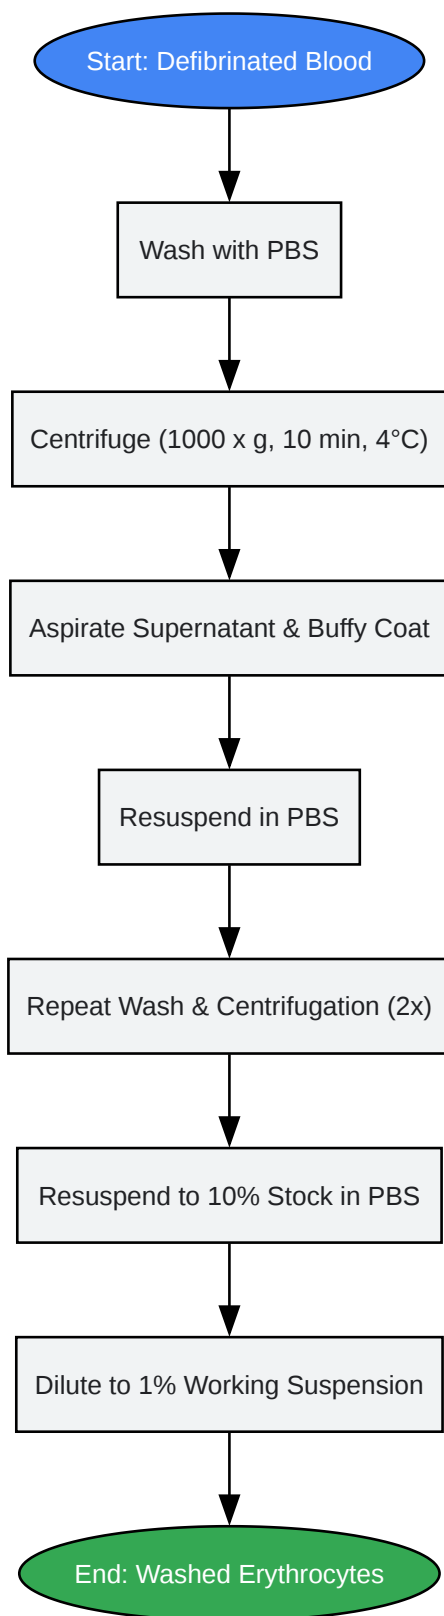 Start: Defibrinated Blood
Wash with PBS
Centrifuge (1000 x g, 10 min, 4°C)
Aspirate Supernatant & Buffy Coat
Resuspend in PBS
Repeat Wash & Centrifugation (2x)
Resuspend to 10% Stock in PBS
Dilute to 1% Working Suspension
End: Washed Erythrocytes